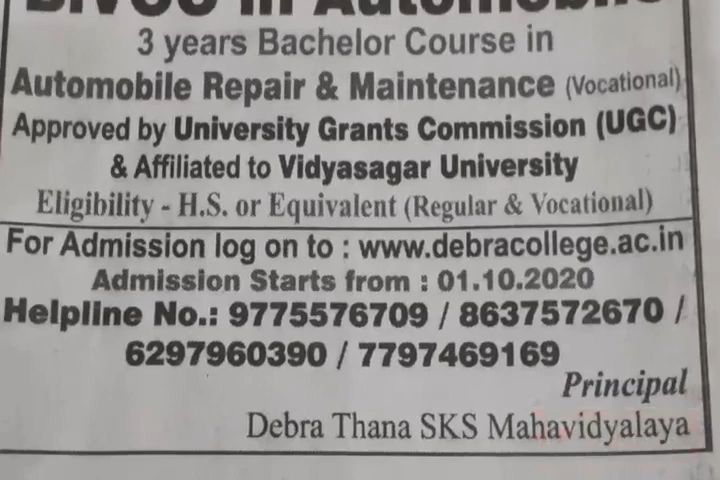 in Automobile
3 years Bachelor Course in
Automobile Repair & Maintenance (Vocational)
Approved by University Grants Commission (UGC)
& Affiliated to Vidyasagar University
Eligibility - H.S. or Equivalent (Regular & Vocational)
For Admission log on to : www.debracollege.ac.in
Admission Starts from : 01.10.2020
Helpline No.: 9775576709 / 8637572670 /
6297960390 / 7797469169
Principal
Debra Thana SKS Mahavidyalaya